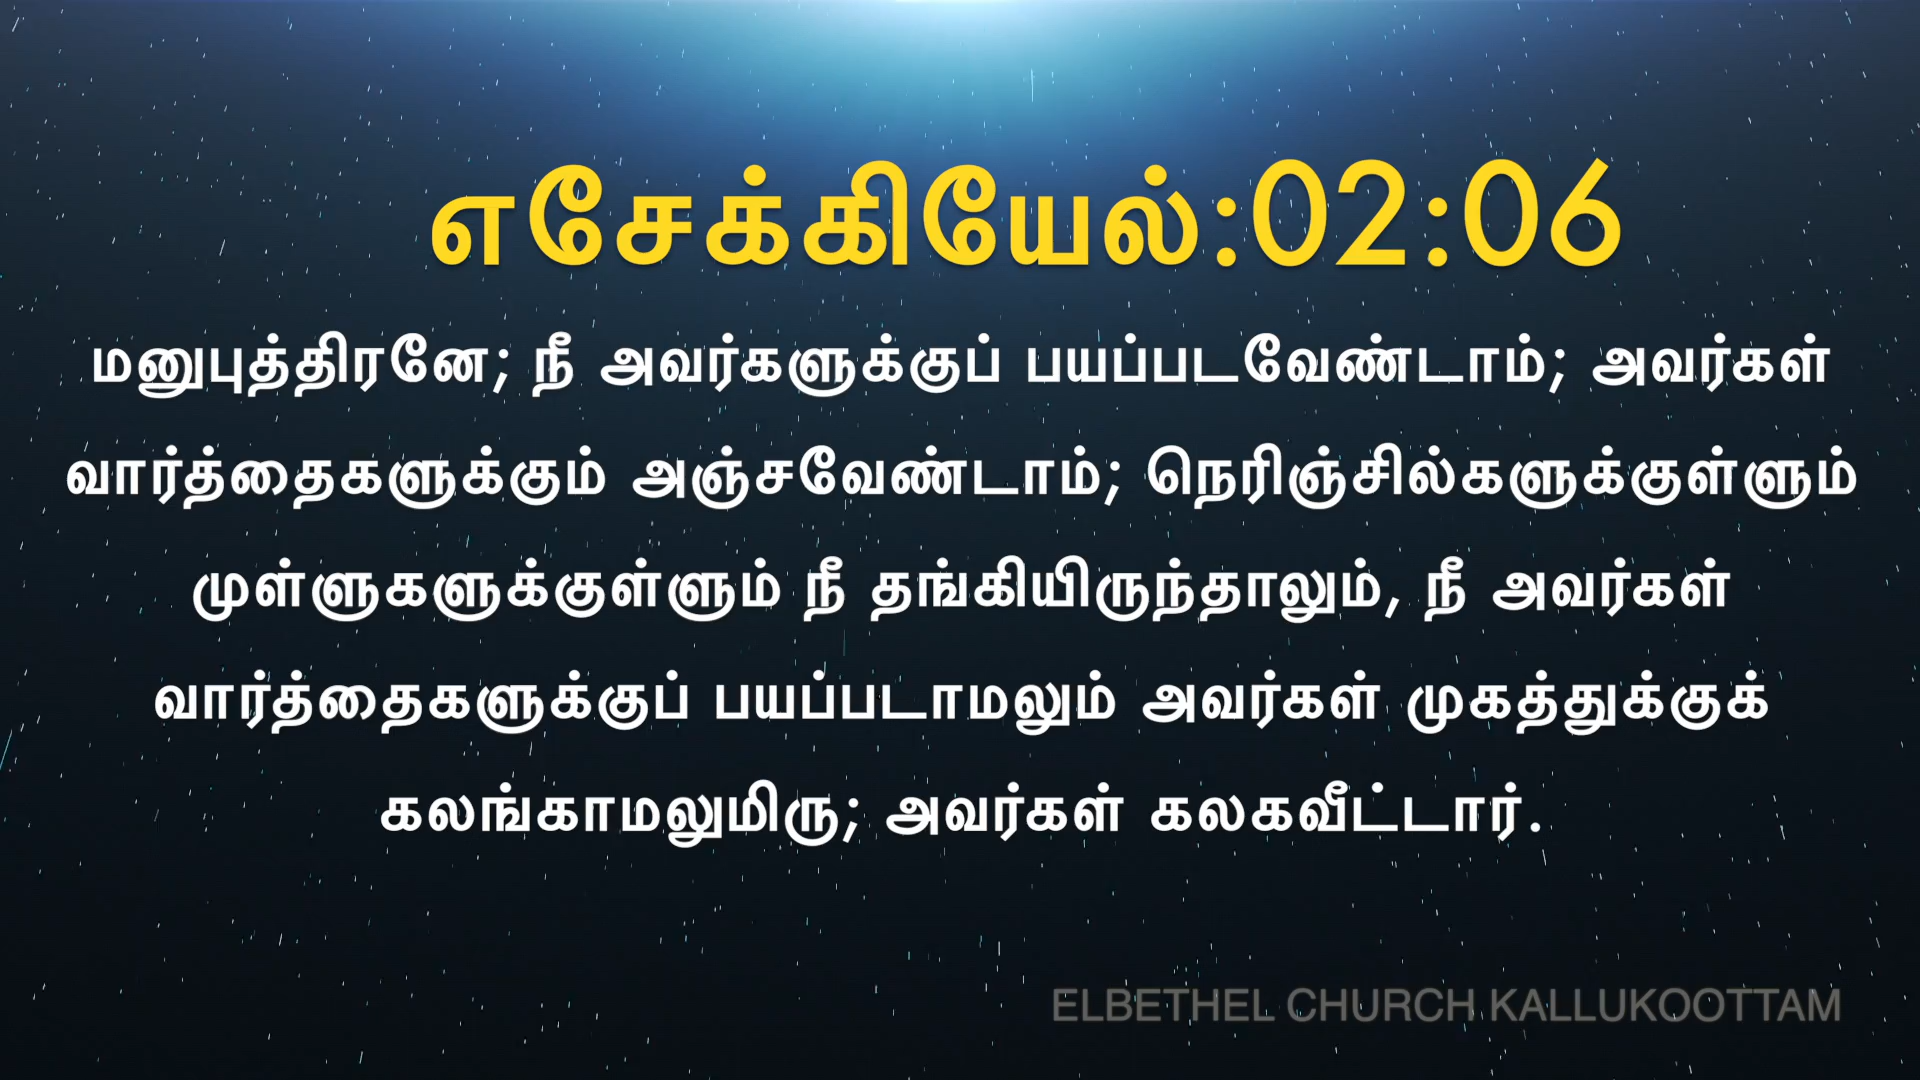 எசேக்கியேல்:02:06
மனுபுத்திரனே; நீ அவர்களுக்குப் பயப்படவேண்டாம்; அவர்கள்
வார்த்தைகளுக்கும் அஞ்சவேண்டாம்; நெரிஞ்சில்களுக்குள்ளும்
முள்ளுகளுக்குள்ளும் நீ தங்கியிருந்தாலும், நீ அவர்கள்
வார்த்தைகளுக்குப் பயப்படாமலும் அவர்கள் முகத்துக்குக்
கலங்காமலுமிரு; அவர்கள் கலகவீட்டார்.
ELBETHEL CHURCH KALLUKOOTTAM